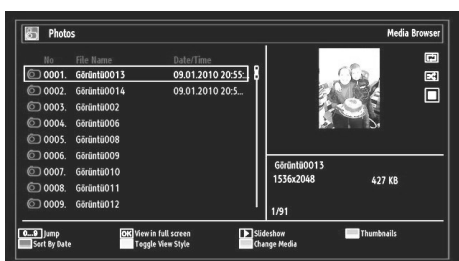 Photos
Media Browser
No File Name Date/Time
0001. Görüntü0013 09.01.2010 20:55:..
0002. Görüntü0014 09.01.2010 20:5...
0003. Görüntü002
0004. Görüntü006
0005. Görüntü008
0006. Görüntü009
0007. Görüntü010
0008. Görüntü011
0009. Görüntü012
Görüntü0013
1536x2048 427 KB
1/91
0...9 Jump OK View in full screen Slideshow Thumbnails
Sort By Date Toggle View Style Change Media